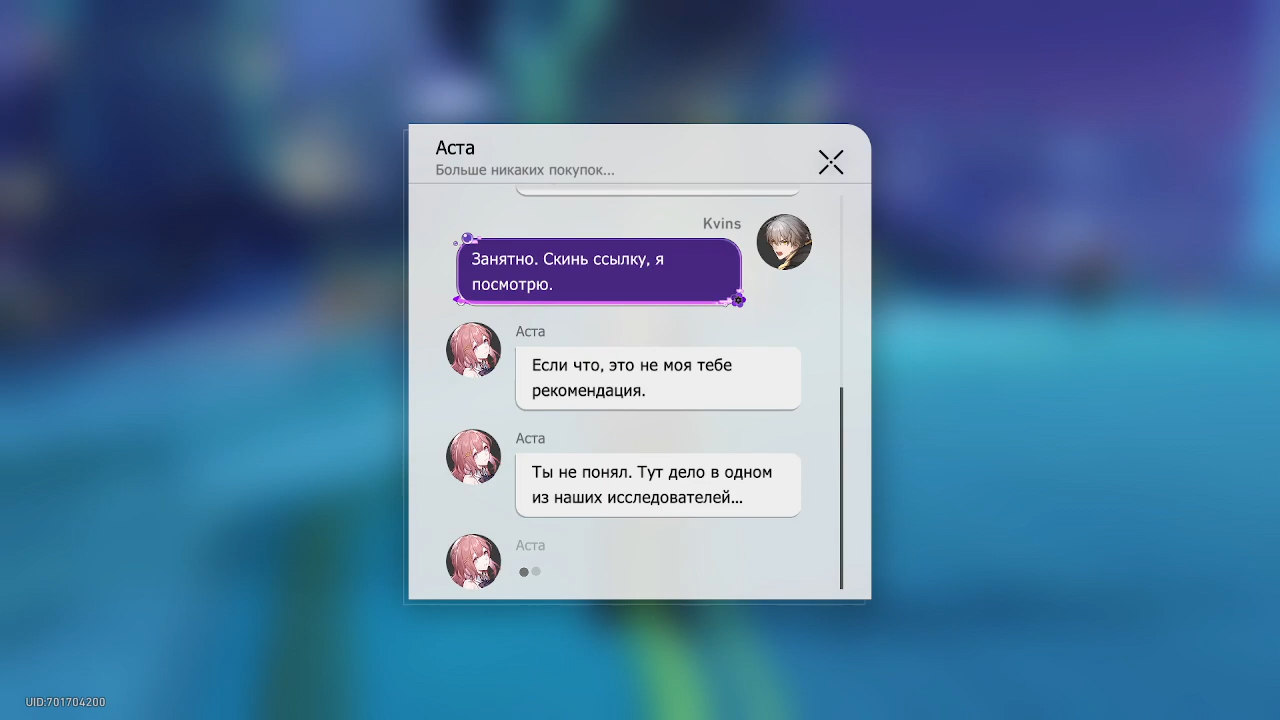 Аста
Больше никаких покупок...
Kvins
Занятно. Скинь ссылку, я
посмотрю.
Аста
Если что, это не моя тебе
рекомендация.
Аста
Ты не понял. Тут дело в одном
из наших исследователей...
Аста
UID:701704200